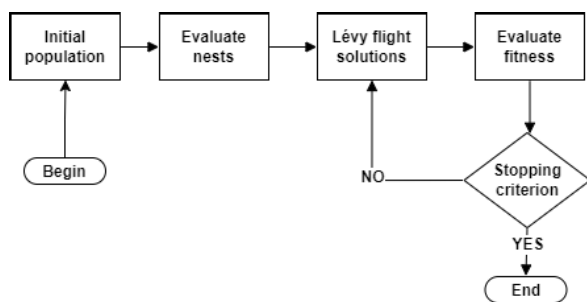 Initial
population
Evaluate
nests
Lévy flight
solutions
Evaluate
fitness
Begin
NO
Stopping
criterion
YES
End